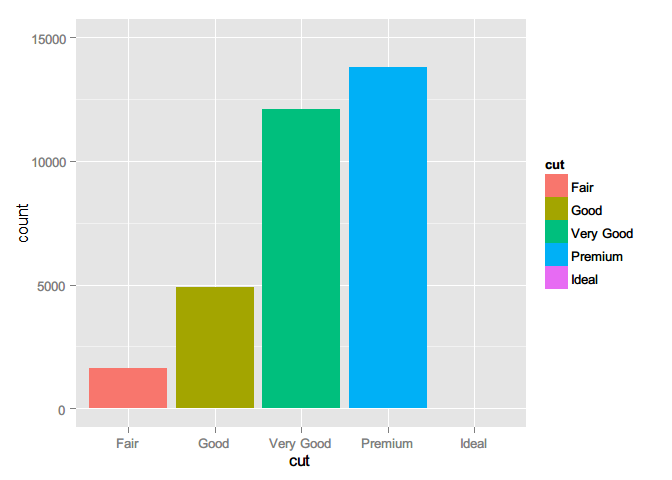 15000
10000
5000
0
count
Fair
Good
Very Good
Premium
Ideal
cut
cut
Fair
Good
Very Good
Premium
Ideal